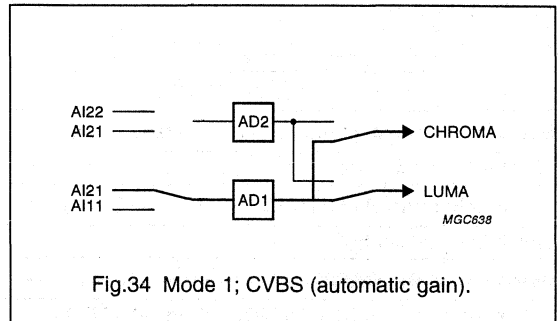 AI22
AI21
AD2
CHROMA
AI21
AI11
AD1
LUMA
MGC638
Fig.34 Mode 1; CVBS (automatic gain).